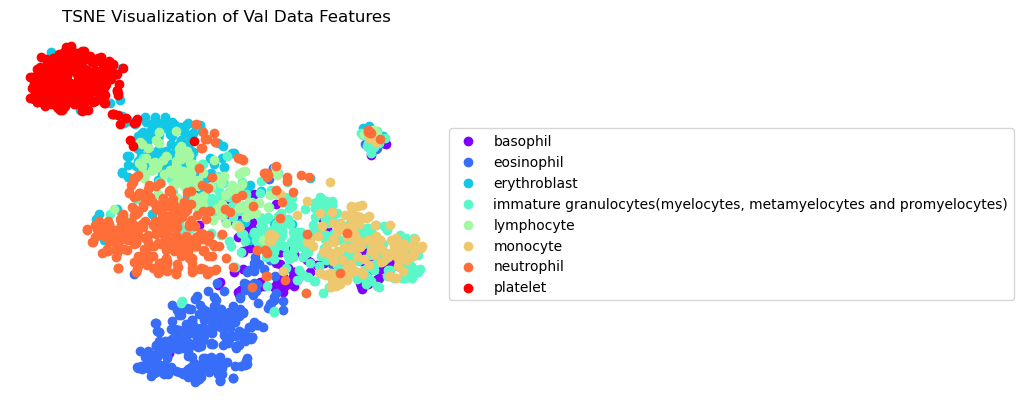 TSNE Visualization of Val Data Features
basophil
eosinophil
erythroblast
immature granulocytes(myelocytes, metamyelocytes and promyelocytes)
lymphocyte
monocyte
neutrophil
platelet